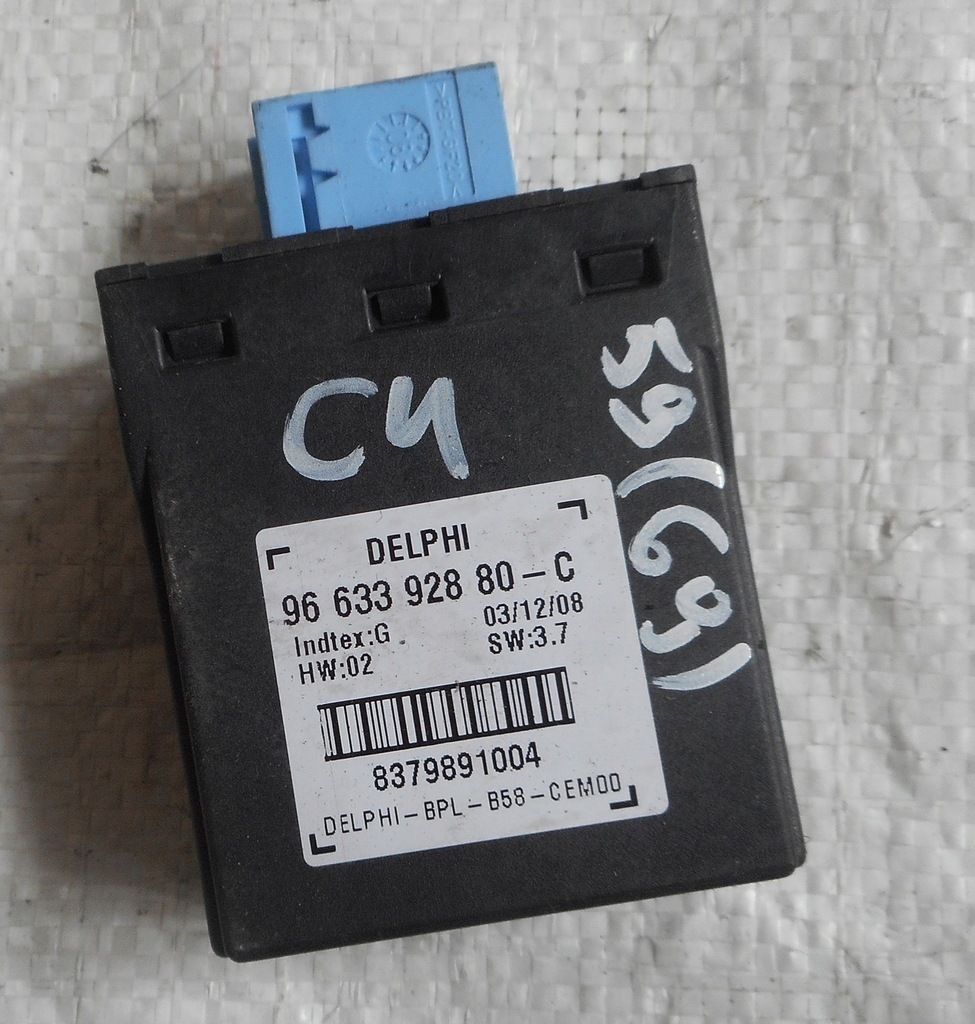 C4
59 (69)
DELPHI
96 633 928 80-C
Indtex:G 03/12/08
HW:02 SW:3.7
8379891004
DELPHI-BPL-B58-CEM00